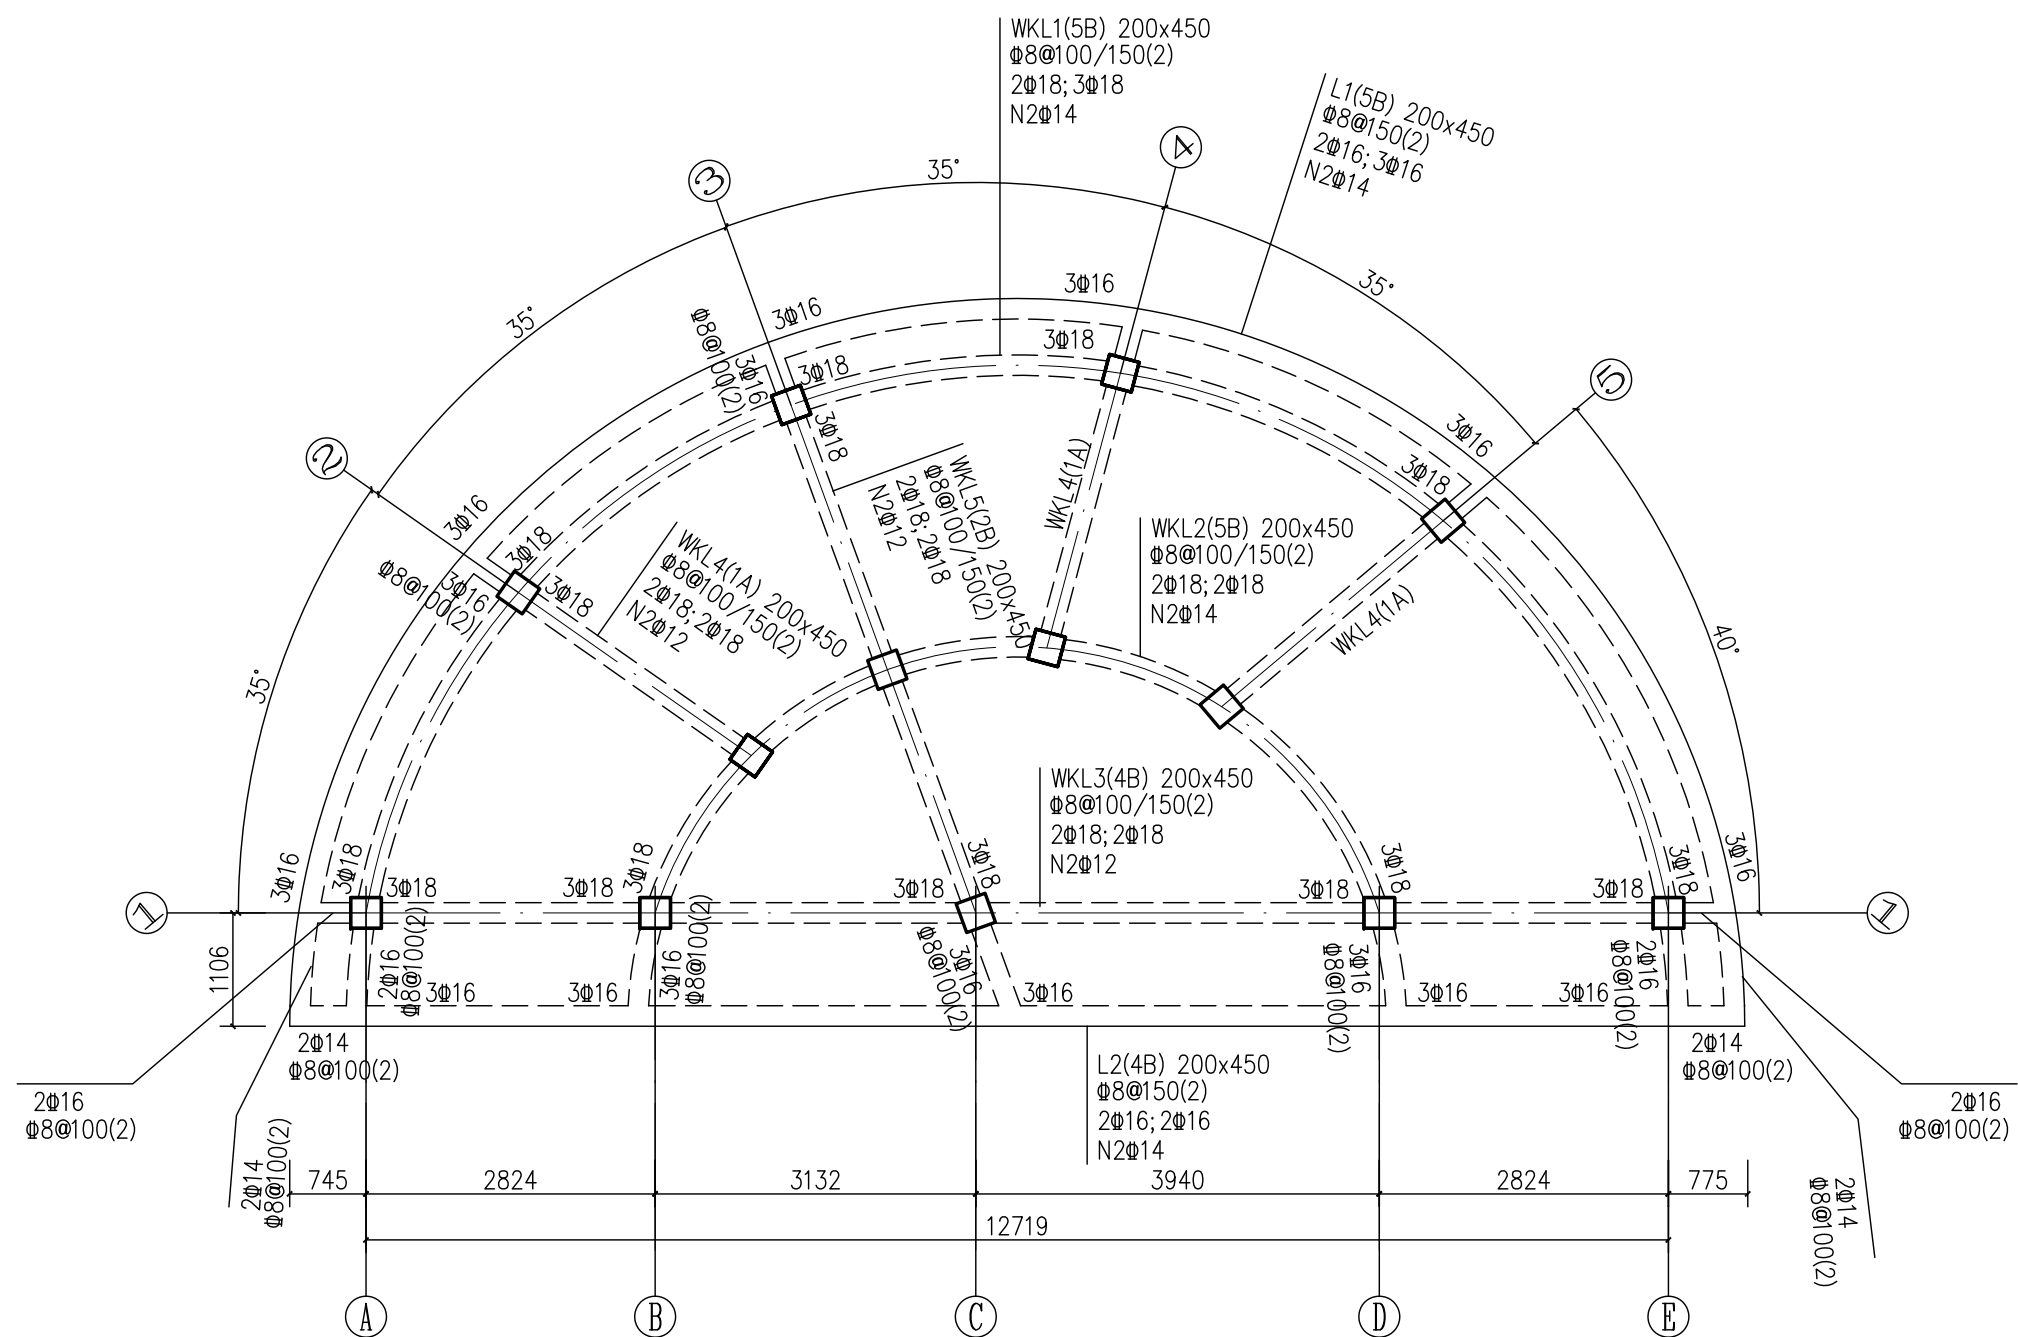 WKL1(5B) 200x450
Φ8@100/150(2)
2Φ18;3Φ18
N2Φ14
L1(5B) 200x450
Φ8@150(2)
2Φ16;3Φ16
N2Φ14
4
3
35°
35°
35°
3Φ16
3Φ16
Φ8@100(2)
3Φ16
3Φ18
3Φ18
3Φ18
5
2
3Φ16
3Φ18
3Φ16
3Φ18
3Φ16
Φ8@100(2)
3Φ18
WKL4(1A) 200x450
Φ8@100/150(2)
2Φ18;2Φ18
N2Φ12
WKL5(2B) 200x450
Φ8@100/150(2)
2Φ18;2Φ18
N2Φ12
WKL4(1A)
WKL2(5B) 200x450
Φ8@100/150(2)
2Φ18;2Φ18
N2Φ14
WKL4(1A)
40°
35°
WKL3(4B) 200x450
Φ8@100/150(2)
2Φ18;2Φ18
N2Φ12
3Φ16
3Φ18
3Φ18
3Φ18
3Φ18
3Φ18
3Φ18
3Φ18
3Φ18
3Φ18
3Φ18
3Φ16
1
1
1106
2Φ16
Φ8@100(2)
3Φ16
3Φ16
3Φ16
Φ8@100(2)
3Φ16
Φ8@100(2)
3Φ16
3Φ16
Φ8@100(2)
3Φ16
3Φ16
2Φ16
Φ8@100(2)
2Φ14
Φ8@100(2)
2Φ14
Φ8@100(2)
L2(4B) 200x450
Φ8@150(2)
2Φ16;2Φ16
N2Φ14
2Φ16
Φ8@100(2)
2Φ16
Φ8@100(2)
2Φ14
Φ8@100(2)
2Φ14
Φ8@100(2)
745
2824
3132
3940
2824
775
12719
A
B
C
D
E